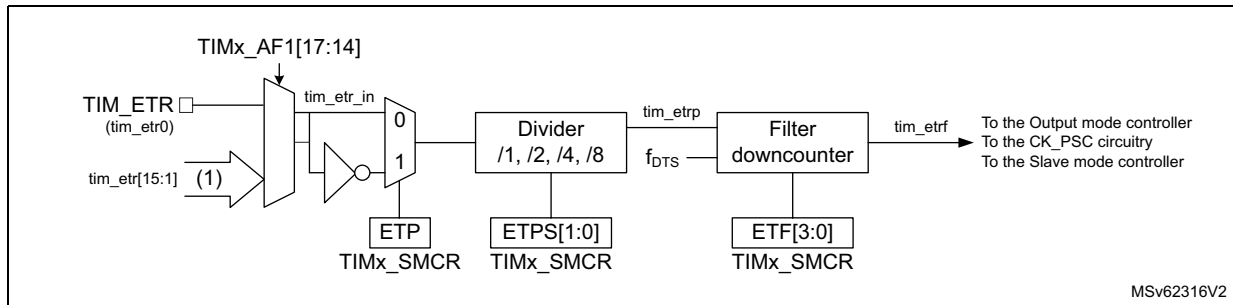 TIMx_AF1[17:14]
TIM_ETR
(tim_etr0)
tim_etr_in
tim_etr[15:1]
(1)
0
1
ETP
TIMx_SMCR
Divider
/1, /2, /4, /8
ETPS[1:0]
TIMx_SMCR
tim_etrp
fDTS
Filter
downcounter
ETF[3:0]
TIMx_SMCR
tim_etrf
To the Output mode controller
To the CK_PSC circuitry
To the Slave mode controller
MSv62316V2